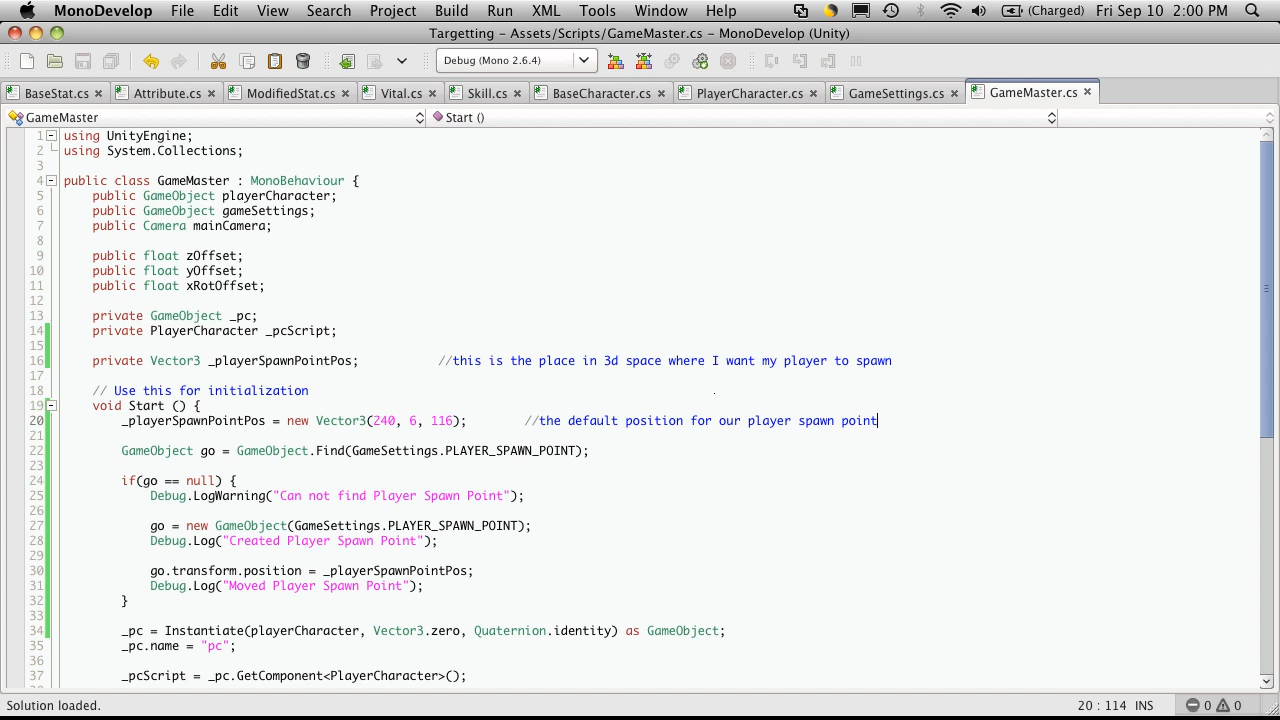 MonoDevelop File Edit View Search Project Build Run XML Tools Window Help (Charged) Fri Sep 10 2:00 PM
Targetting - Assets/Scripts/GameMaster.cs - MonoDevelop (Unity)
Debug (Mono 2.6.4)
BaseStat.cs Attribute.cs ModifiedStat.cs Vital.cs Skill.cs BaseCharacter.cs PlayerCharacter.cs GameSettings.cs GameMaster.cs
GameMaster Start ()
1 using UnityEngine;
2 using System.Collections;
3
4 public class GameMaster : MonoBehaviour {
5 public GameObject playerCharacter;
6 public GameObject gameSettings;
7 public Camera mainCamera;
8
9 public float zOffset;
10 public float yOffset;
11 public float xRotOffset;
12
13 private GameObject _pc;
14 private PlayerCharacter _pcScript;
15
16 private Vector3 _playerSpawnPointPos; //this is the place in 3d space where I want my player to spawn
17
18 // Use this for initialization
19 void Start () {
20 _playerSpawnPointPos = new Vector3(240, 6, 116); //the default position for our player spawn point
21
22 GameObject go = GameObject.Find(GameSettings.PLAYER_SPAWN_POINT);
23
24 if(go == null) {
25 Debug.LogWarning("Can not find Player Spawn Point");
26
27 go = new GameObject(GameSettings.PLAYER_SPAWN_POINT);
28 Debug.Log("Created Player Spawn Point");
29
30 go.transform.position = _playerSpawnPointPos;
31 Debug.Log("Moved Player Spawn Point");
32 }
33
34 _pc = Instantiate(playerCharacter, Vector3.zero, Quaternion.identity) as GameObject;
35 _pc.name = "pc";
36
37 _pcScript = _pc.GetComponent<PlayerCharacter>();
Solution loaded. 20 : 114 INS 0 0